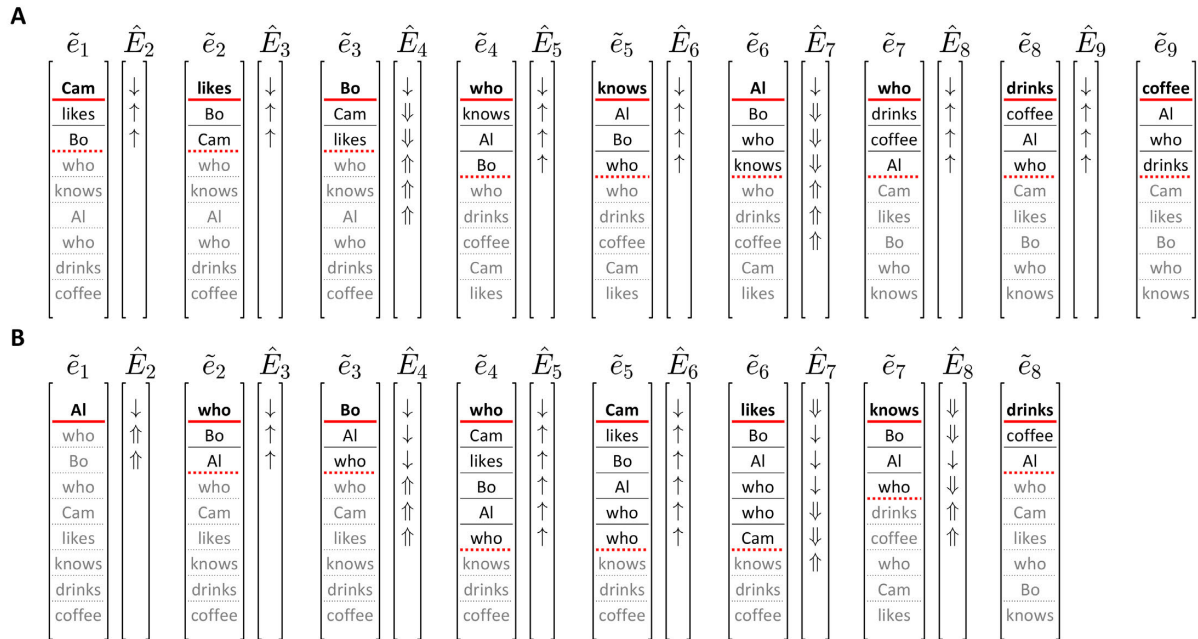 A
ẽ1 Ê2 ẽ2 Ê3 ẽ3 Ê4 ẽ4 Ê5 ẽ5 Ê6 ẽ6 Ê7 ẽ7 Ê8 ẽ8 Ê9 ẽ9
Cam ↓ likes ↓ Bo ↓ who ↓ knows ↓ Al ↓ who ↓ drinks ↓ coffee
likes ↑ Bo ↑ Cam ⇓ knows ↑ Al ↑ Bo ⇓ drinks ↑ coffee ↑ Al
Bo ↑ Cam ↑ likes ⇓ Al ↑ Bo ↑ who ⇓ coffee ↑ Al ↑ who
who who who ⇑ Bo ↑ who ↑ knows ⇓ Al ↑ who ↑ drinks
knows knows knows ⇑ who who who ⇑ Cam Cam Cam
Al Al Al ⇑ drinks drinks drinks ⇑ likes likes likes
who who who coffee coffee coffee ⇑ Bo Bo Bo
drinks drinks drinks Cam Cam Cam who who who
coffee coffee coffee likes likes likes knows knows knows
B
ẽ1 Ê2 ẽ2 Ê3 ẽ3 Ê4 ẽ4 Ê5 ẽ5 Ê6 ẽ6 Ê7 ẽ7 Ê8 ẽ8
Al ↓ who ↓ Bo ↓ who ↓ Cam ↓ likes ⇓ knows ⇓ drinks
who ⇑ Bo ↑ Al ↓ Cam ↑ likes ↑ Bo ↓ Bo ⇓ coffee
Bo ⇑ Al ↑ who ↓ likes ↑ Bo ↑ Al ↓ Al ↓ Al
who who who ⇑ Bo ↑ Al ↑ who ↓ who ⇓ who
Cam Cam Cam ⇑ Al ↑ who ↑ who ⇓ drinks ⇑ Cam
likes likes likes ⇑ who ↑ who ↑ Cam ⇓ coffee ⇑ likes
knows knows knows knows knows knows ⇑ who who
drinks drinks drinks drinks drinks drinks Cam Bo
coffee coffee coffee coffee coffee coffee likes knows